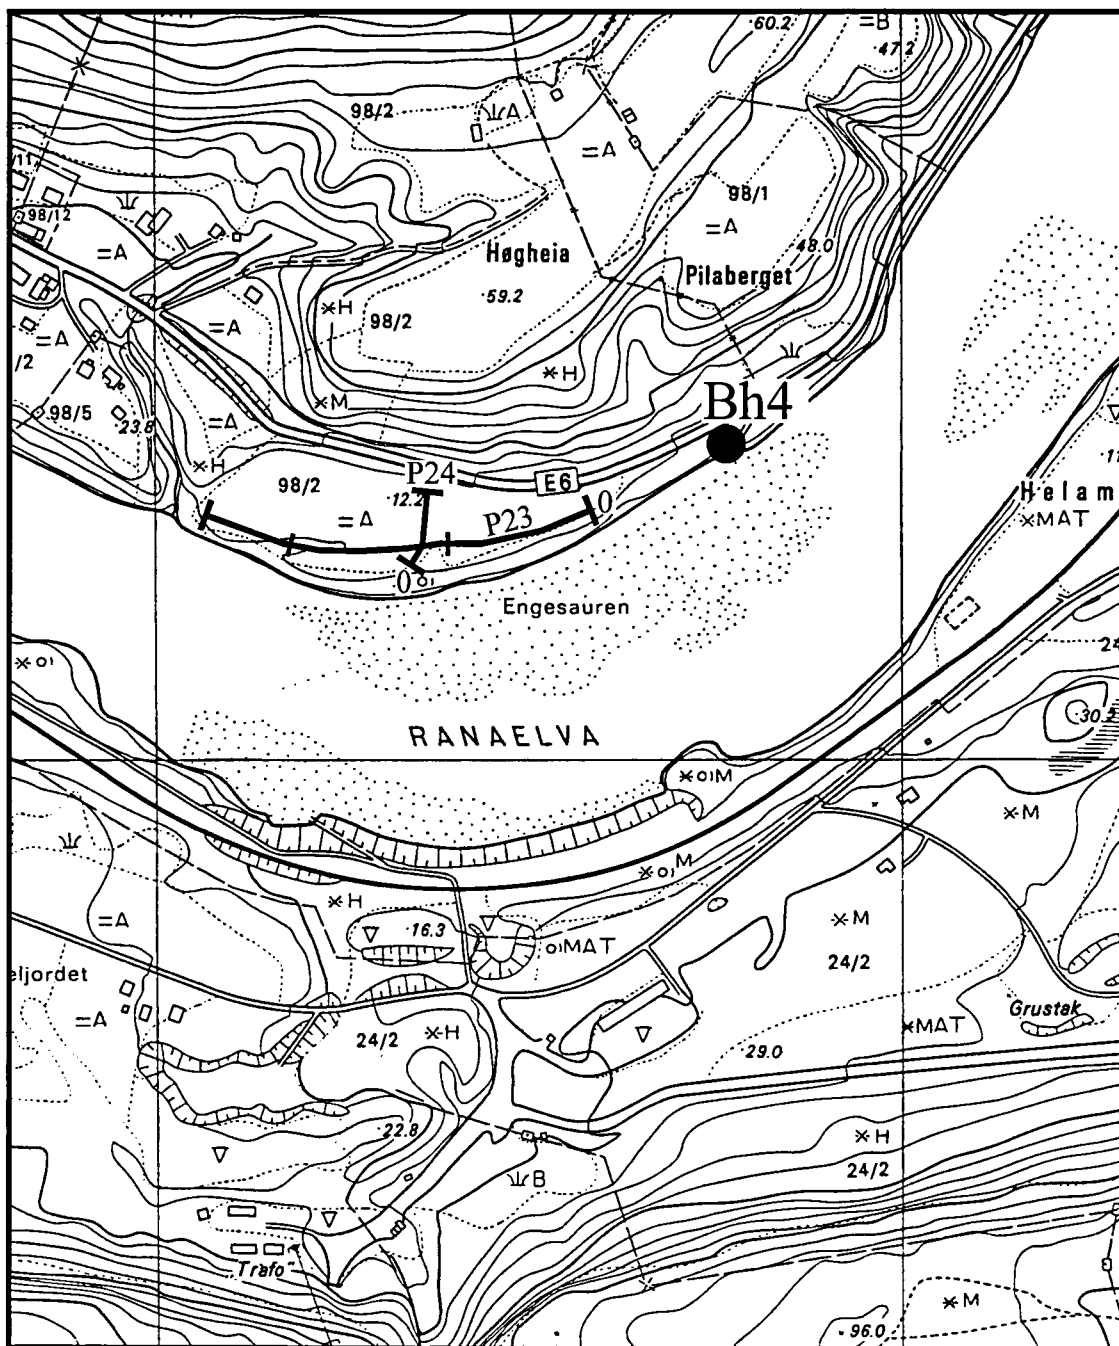 60.2
=B
47.2
98/2
A
=A
/11
98/1
98/12
=A
=A
Høgheia
48.0
Pilaberget
59.2
H
98/2
=A
=A
/2
H
M
Bh4
98/5
23.8
=A
H
P24
E6
98/2
12.2
0
11
Helam
=A
P23
MAT
0
Engesauren
24
30.2
RANAELVA
M
M
M
H
=A
16.3
M
MAT
24/2
eljordet
Grustak
=A
24/2
H
MAT
29.0
22.8
H
24/2
B
"Trafo"
M
96.0